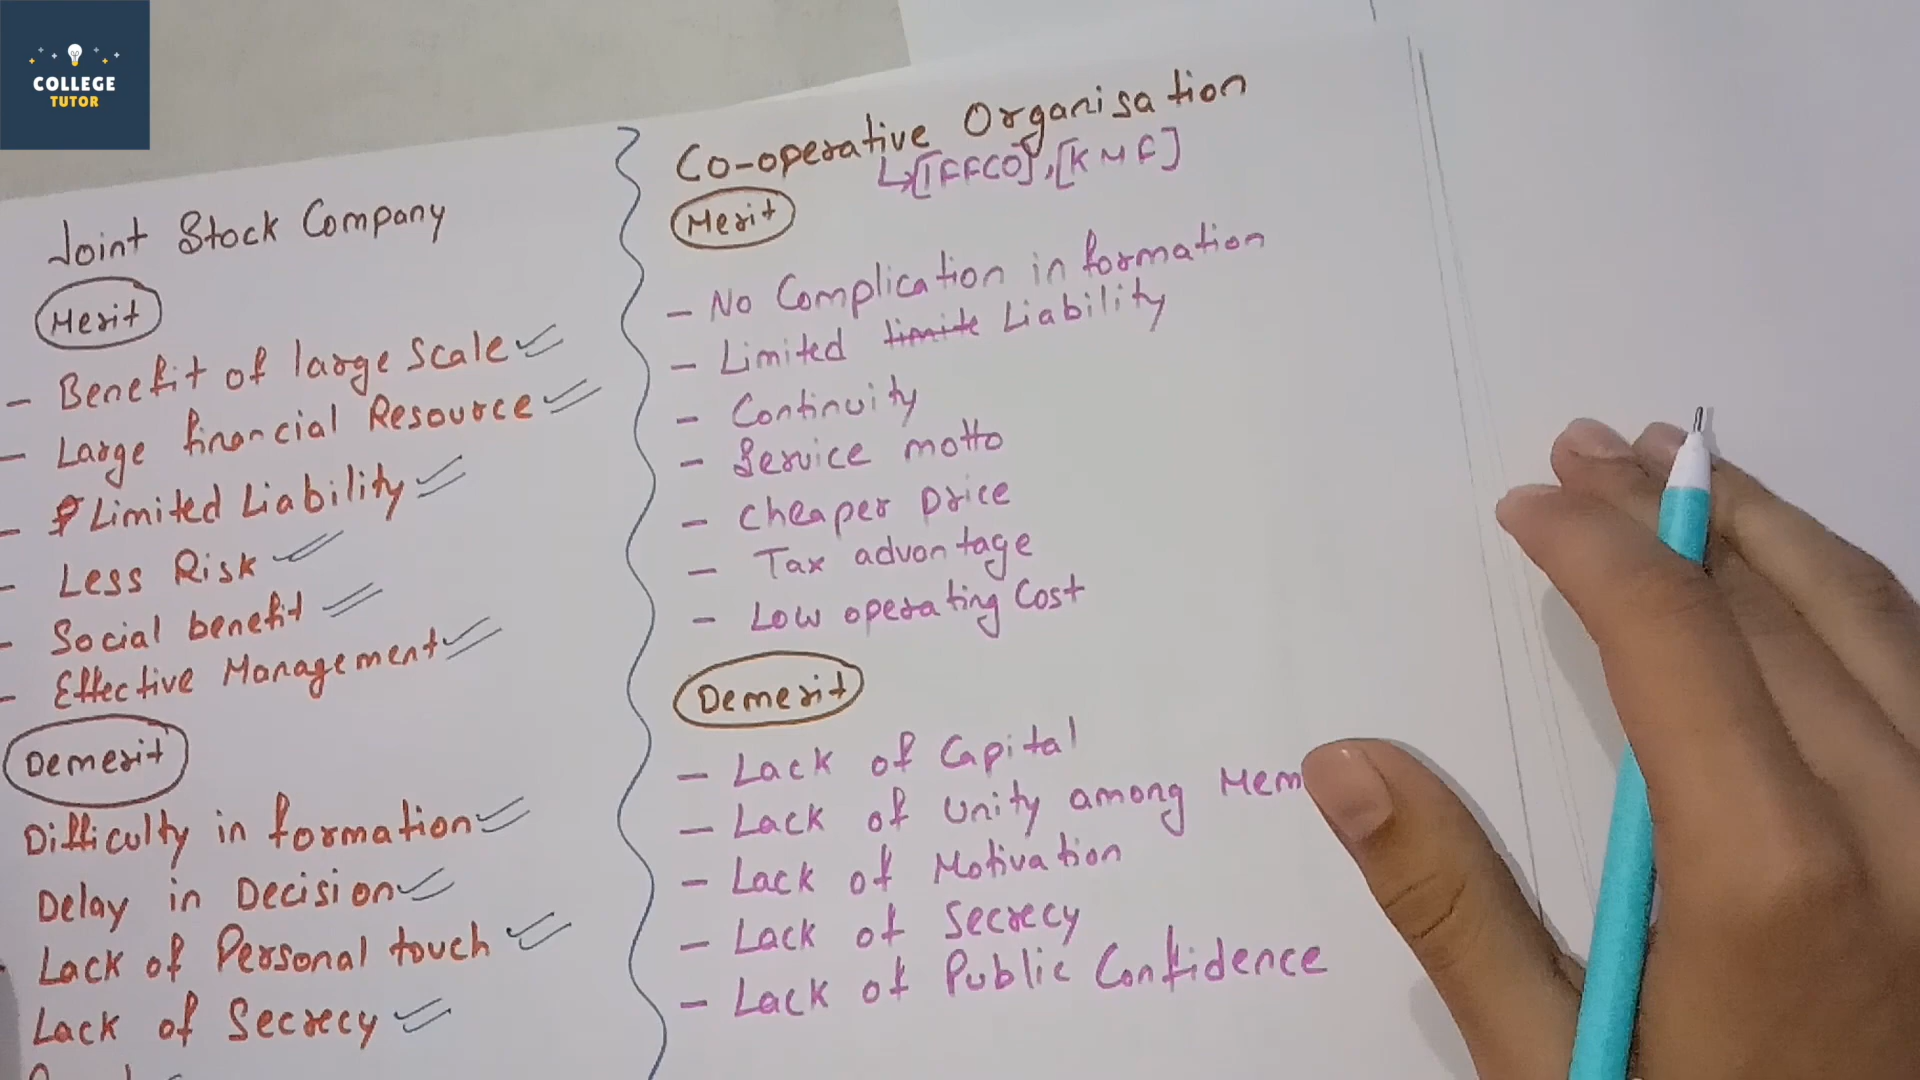 COLLEGE
TUTOR
Joint Stock Company
Merit
- Benefit of large Scale
- Large financial Resource
- Limited Liability
- Less Risk
- Social benefit
- Effective Management
Demerit
Difficulty in formation
Delay in Decision
Lack of Personal touch
Lack of Secrecy
Co-operative Organisation
↳[IFFCO],[KMF]
Merit
- No Complication in formation
- Limited limite Liability
- Continuity
- Service motto
- Cheaper Price
- Tax advantage
- Low operating Cost
Demerit
- Lack of Capital
- Lack of Unity among Mem
- Lack of Motivation
- Lack of Secrecy
- Lack of Public Confidence